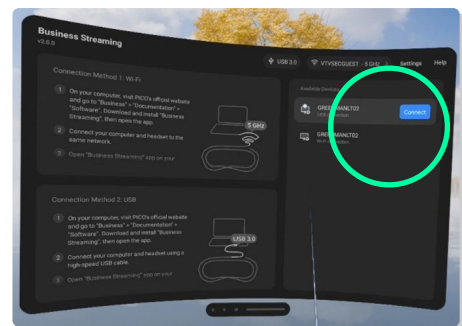 Business Streaming
v2.0.9
USB 3.0
VTVSECGUEST - 5 GHz
Settings
Help
Connection Method 1: Wi-Fi
1 On your computer, visit PICO's official website
and go to "Business" > "Documentation" >
"Software". Download and install "Business
Streaming", then open the app.
2 Connect your computer and headset to the
same network.
3 Open "Business Streaming" app on your
5 GHz
Connection Method 2: USB
1 On your computer, visit PICO's official website
and go to "Business" > "Documentation" >
"Software". Download and install "Business
Streaming", then open the app.
2 Connect your computer and headset using a
high-speed USB cable.
3 Open "Business Streaming" app on your
USB 3.0
Available Devices
Connect